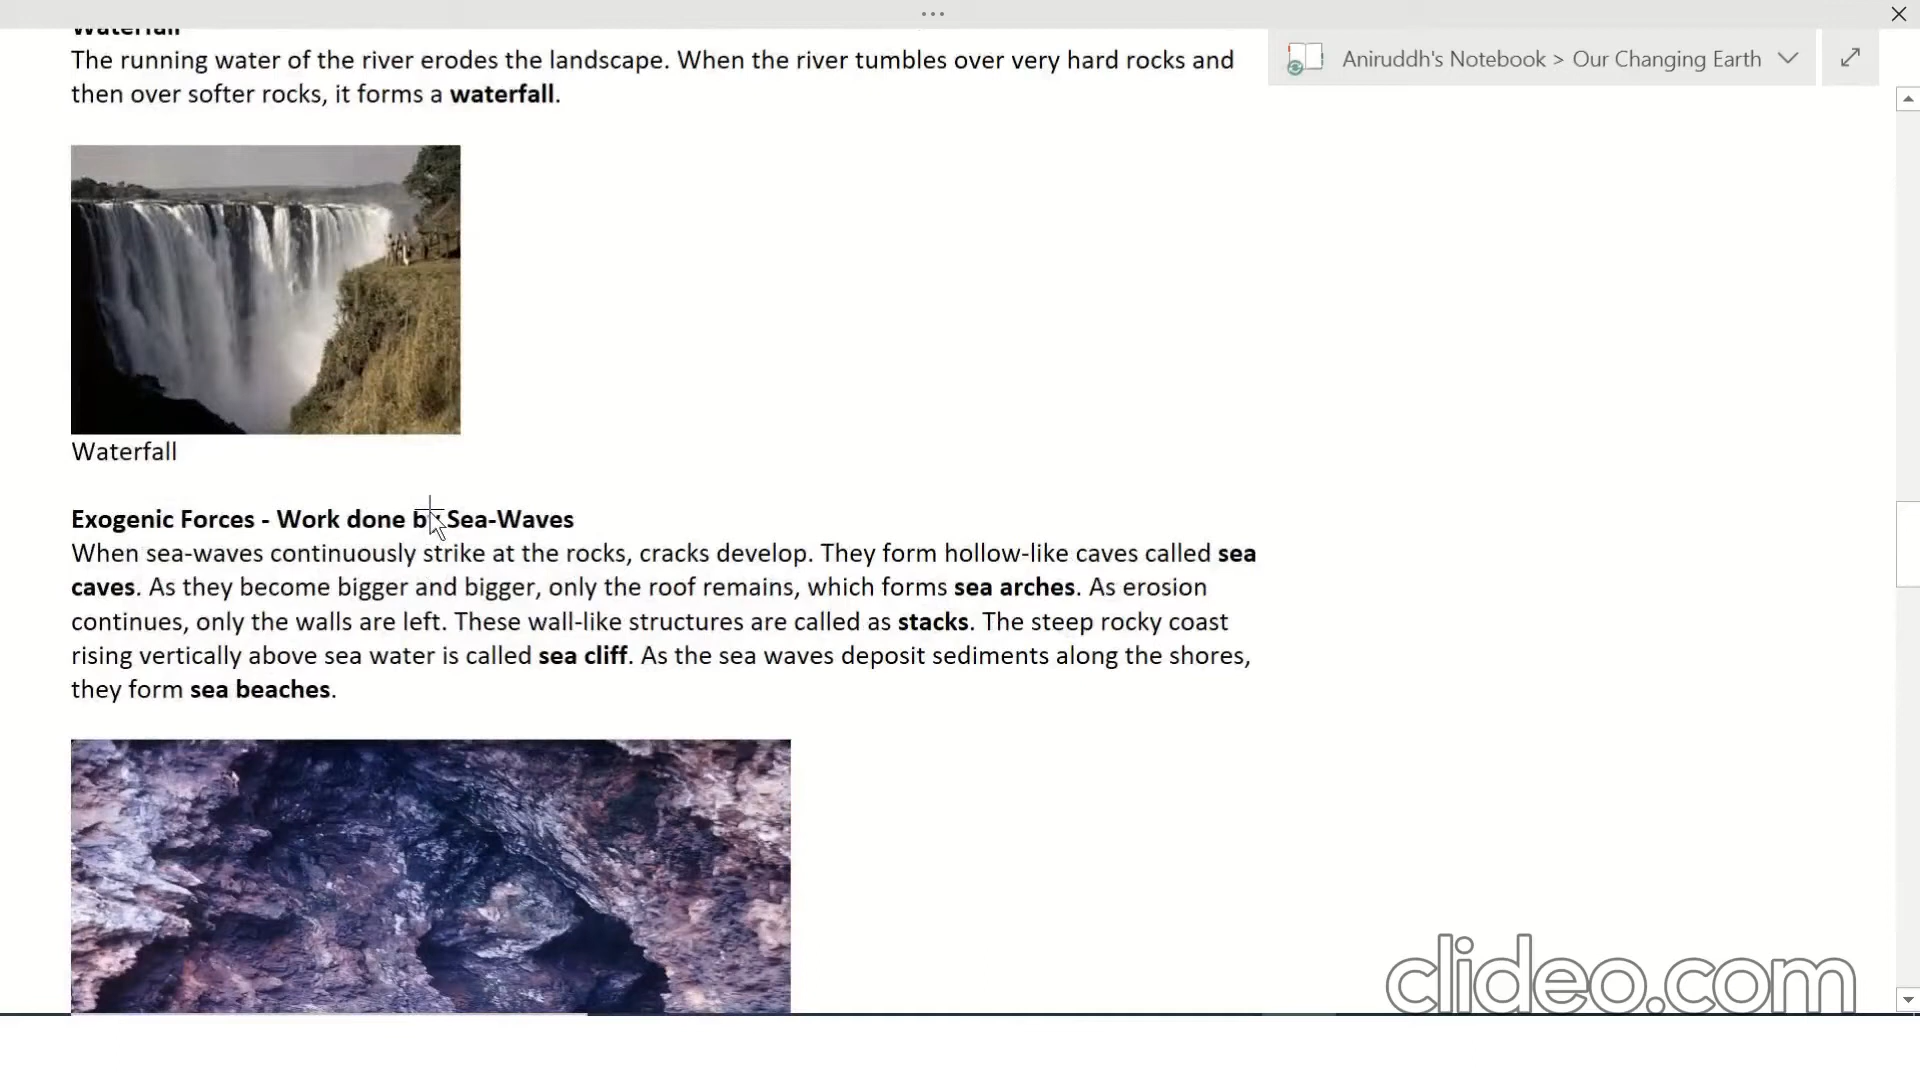 ...
Waterfall
The running water of the river erodes the landscape. When the river tumbles over very hard rocks and
then over softer rocks, it forms a waterfall.
Aniruddh's Notebook > Our Changing Earth
Waterfall
Exogenic Forces - Work done by Sea-Waves
When sea-waves continuously strike at the rocks, cracks develop. They form hollow-like caves called sea
caves. As they become bigger and bigger, only the roof remains, which forms sea arches. As erosion
continues, only the walls are left. These wall-like structures are called as stacks. The steep rocky coast
rising vertically above sea water is called sea cliff. As the sea waves deposit sediments along the shores,
they form sea beaches.
clideo.com